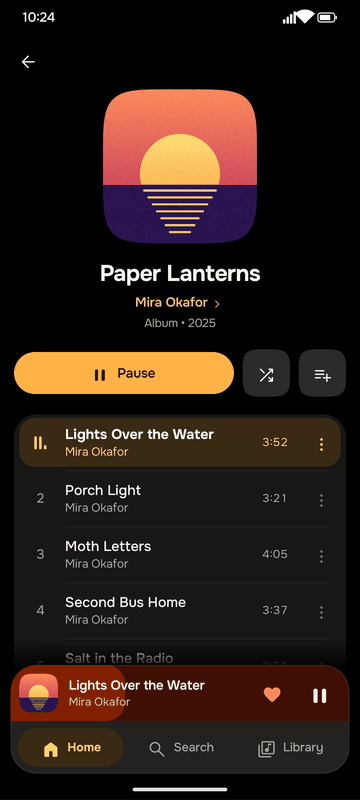 10:24
Paper Lanterns
Mira Okafor
Album • 2025
Pause
Lights Over the Water
Mira Okafor
3:52
2
Porch Light
Mira Okafor
3:21
3
Moth Letters
Mira Okafor
4:05
4
Second Bus Home
Mira Okafor
3:37
Salt in the Radio
Lights Over the Water
Mira Okafor
Home
Search
Library